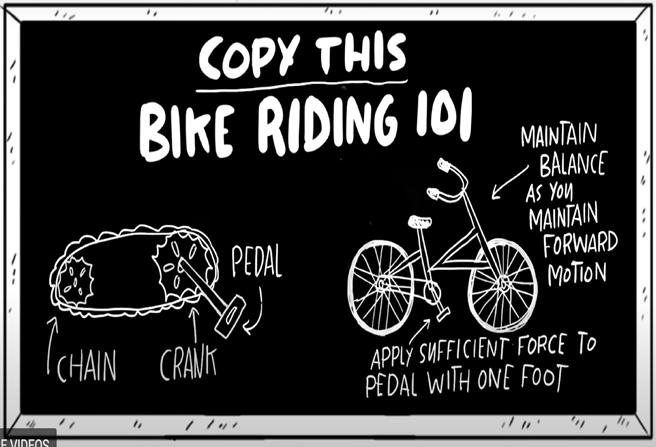 COPY THIS
BIKE RIDING 101
MAINTAIN
BALANCE
AS YOU
MAINTAIN
FORWARD
MOTION
PEDAL
CHAIN
CRANK
APPLY SUFFICIENT FORCE TO
PEDAL WITH ONE FOOT
E VIDEOS